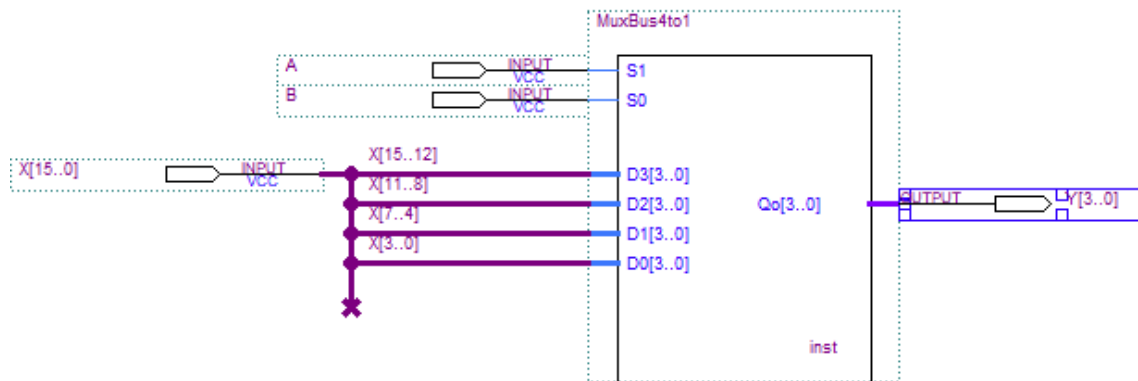 MuxBus4to1
A INPUT VCC S1
B INPUT VCC S0
X[15..0] INPUT VCC X[15..12] D3[3..0]
X[11..8] D2[3..0] Qo[3..0] OUTPUT Y[3..0]
X[7..4] D1[3..0]
X[3..0] D0[3..0]
inst